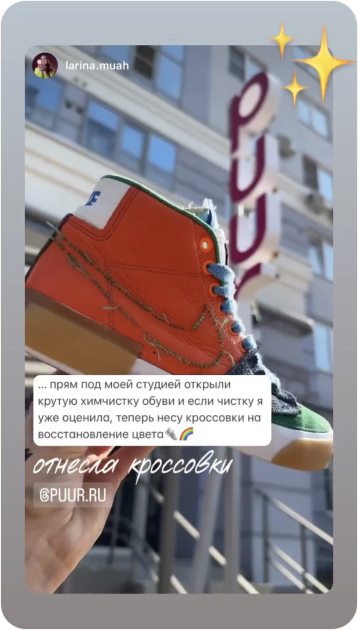 larina.muah
PUUR
E
... прям под моей студией открыли
крутую химчистку обуви и если чистку я
уже оценила, теперь несу кроссовки на
восстановление цвета
отнесла кроссовки
@PUUR.RU